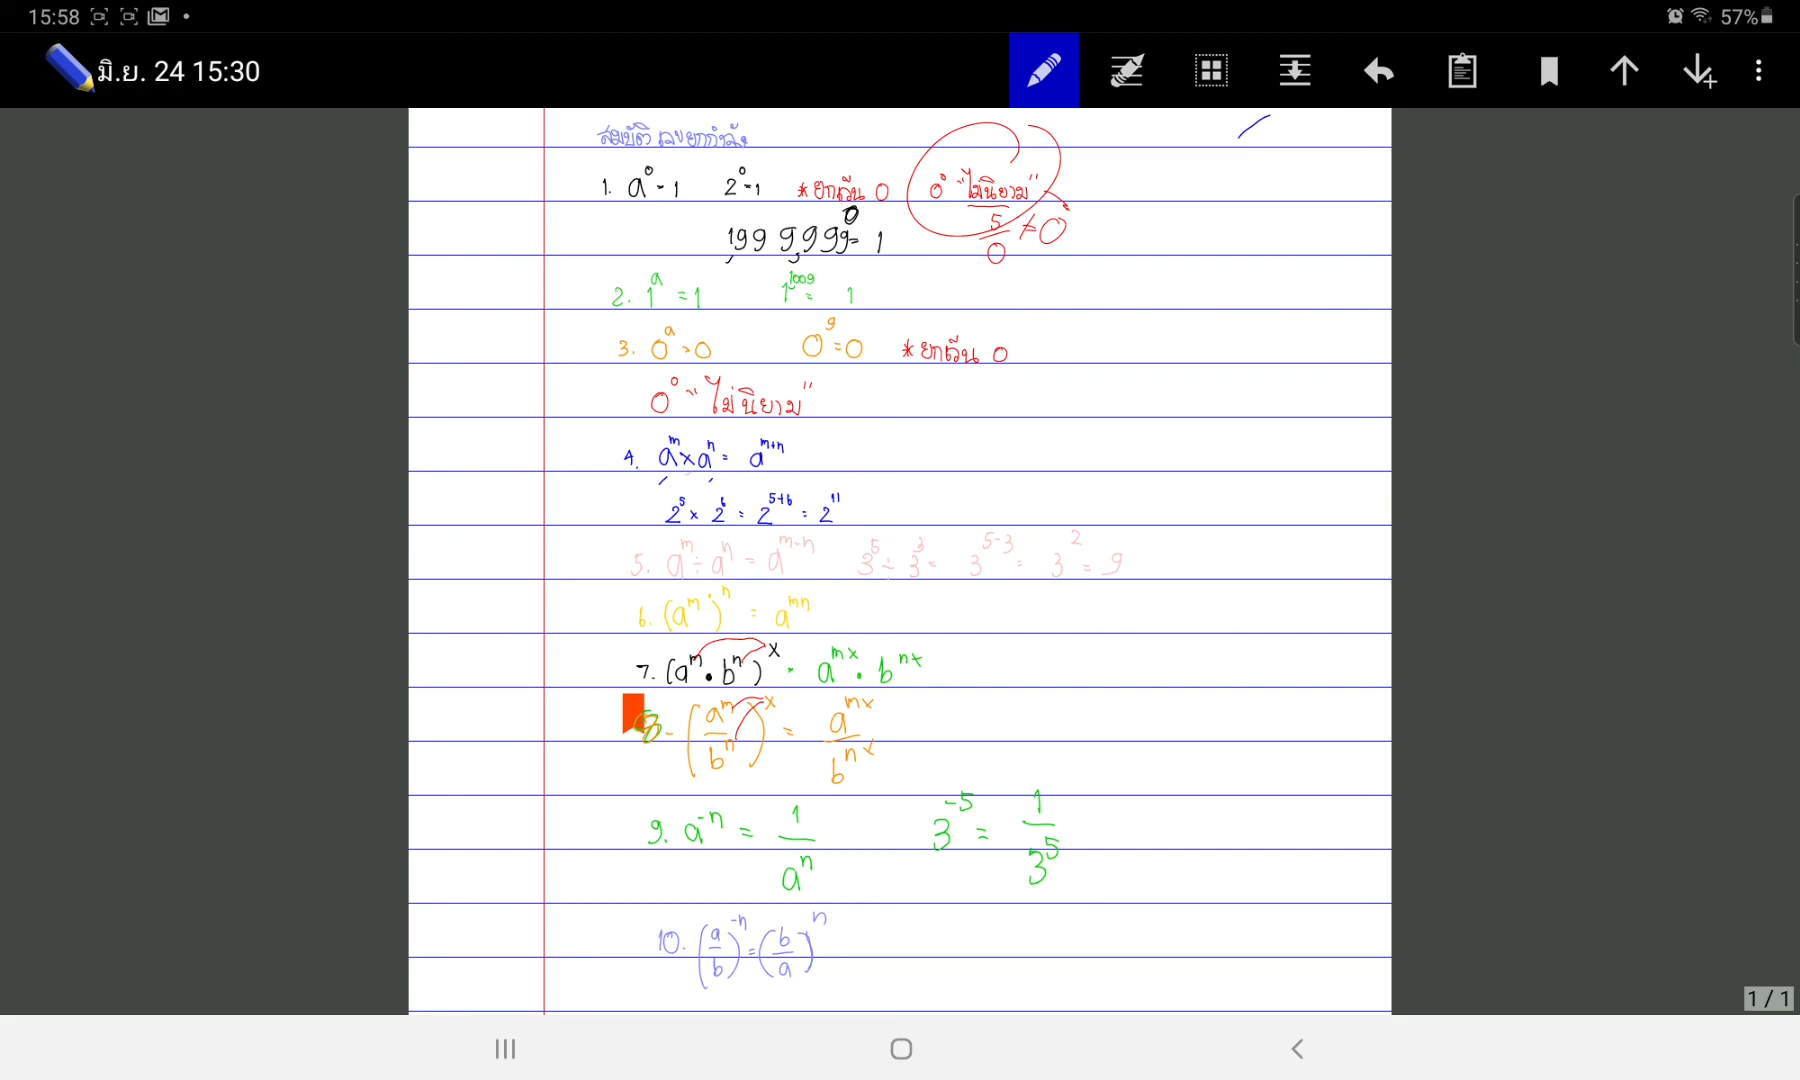 15:58
57%
มิ.ย. 24 15:30
สมบัติ เลขยกกำลัง
1. a⁰ = 1 2⁰ = 1 *ยกเว้น 0 0⁰ "ไม่นิยาม"
199 9,999⁰ = 1 5/0 ≠ 0
2. 1ᵃ = 1 1¹⁰⁰⁹ = 1
3. 0ᵃ = 0 0⁹ = 0 *ยกเว้น 0
0⁰ = "ไม่นิยาม"
4. aᵐ × aⁿ = aᵐ⁺ⁿ
2⁵ × 2⁶ = 2⁵⁺⁶ = 2¹¹
5. aᵐ ÷ aⁿ = aᵐ⁻ⁿ 3⁵ ÷ 3³ = 3⁵⁻³ = 3² = 9
6. (aᵐ)ⁿ = aᵐⁿ
7. (aᵐ • bⁿ)ˣ = aᵐˣ • bⁿˣ
8. (aᵐ/bⁿ)ˣ = aᵐˣ/bⁿˣ
9. a⁻ⁿ = 1/aⁿ 3⁻⁵ = 1/3⁵
10. (a/b)⁻ⁿ = (b/a)ⁿ
1 / 1